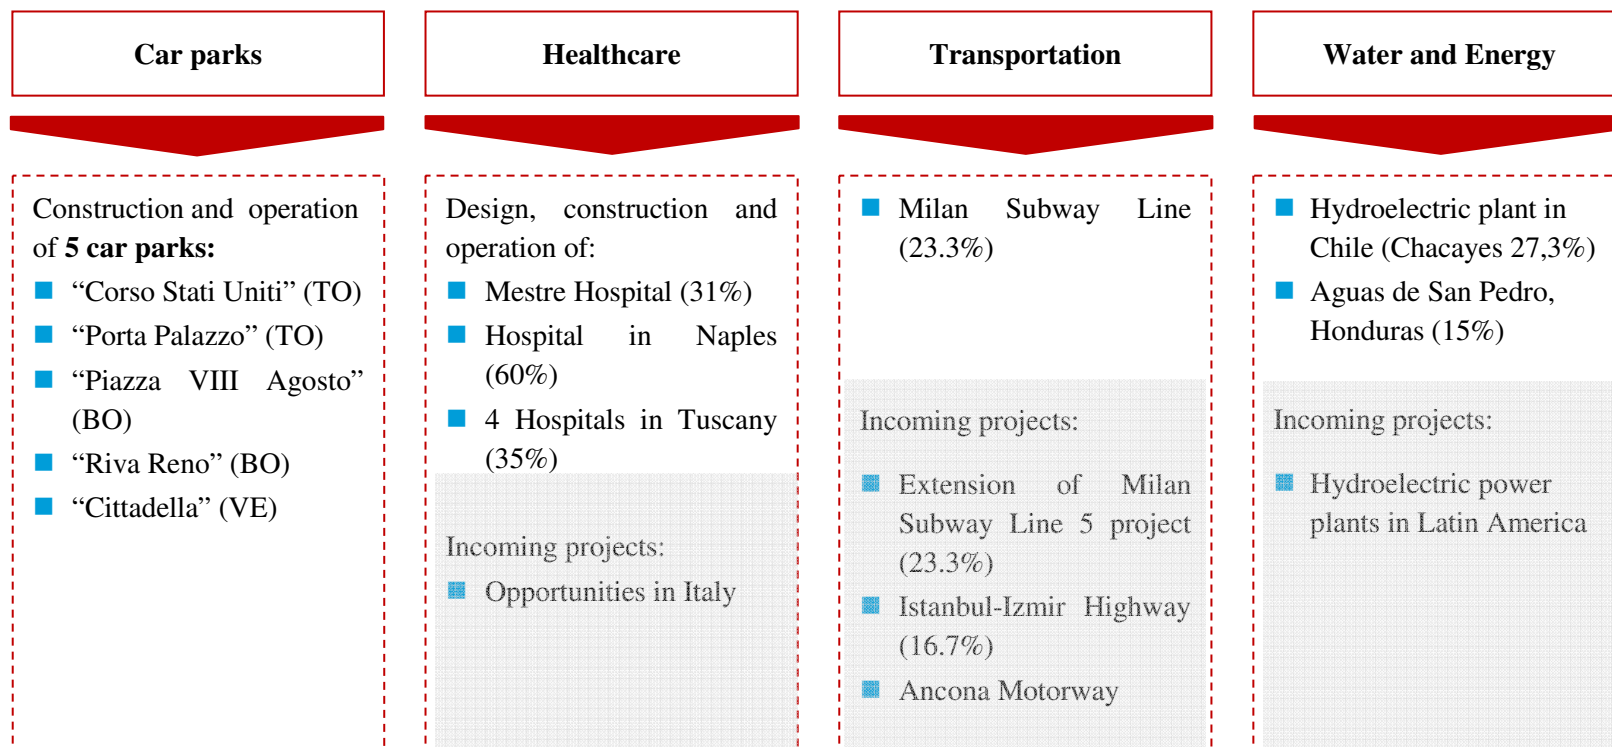 Car parks
Construction and operation
of 5 car parks:
“Corso Stati Uniti” (TO)
“Porta Palazzo” (TO)
“Piazza VIII Agosto”
(BO)
“Riva Reno” (BO)
“Cittadella” (VE)
Healthcare
Design, construction and
operation of:
Mestre Hospital (31%)
Hospital in Naples
(60%)
4 Hospitals in Tuscany
(35%)
Incoming projects:
Opportunities in Italy
Transportation
Milan Subway Line
(23.3%)
Incoming projects:
Extension of Milan
Subway Line 5 project
(23.3%)
Istanbul-Izmir Highway
(16.7%)
Ancona Motorway
Water and Energy
Hydroelectric plant in
Chile (Chacayes 27,3%)
Aguas de San Pedro,
Honduras (15%)
Incoming projects:
Hydroelectric power
plants in Latin America